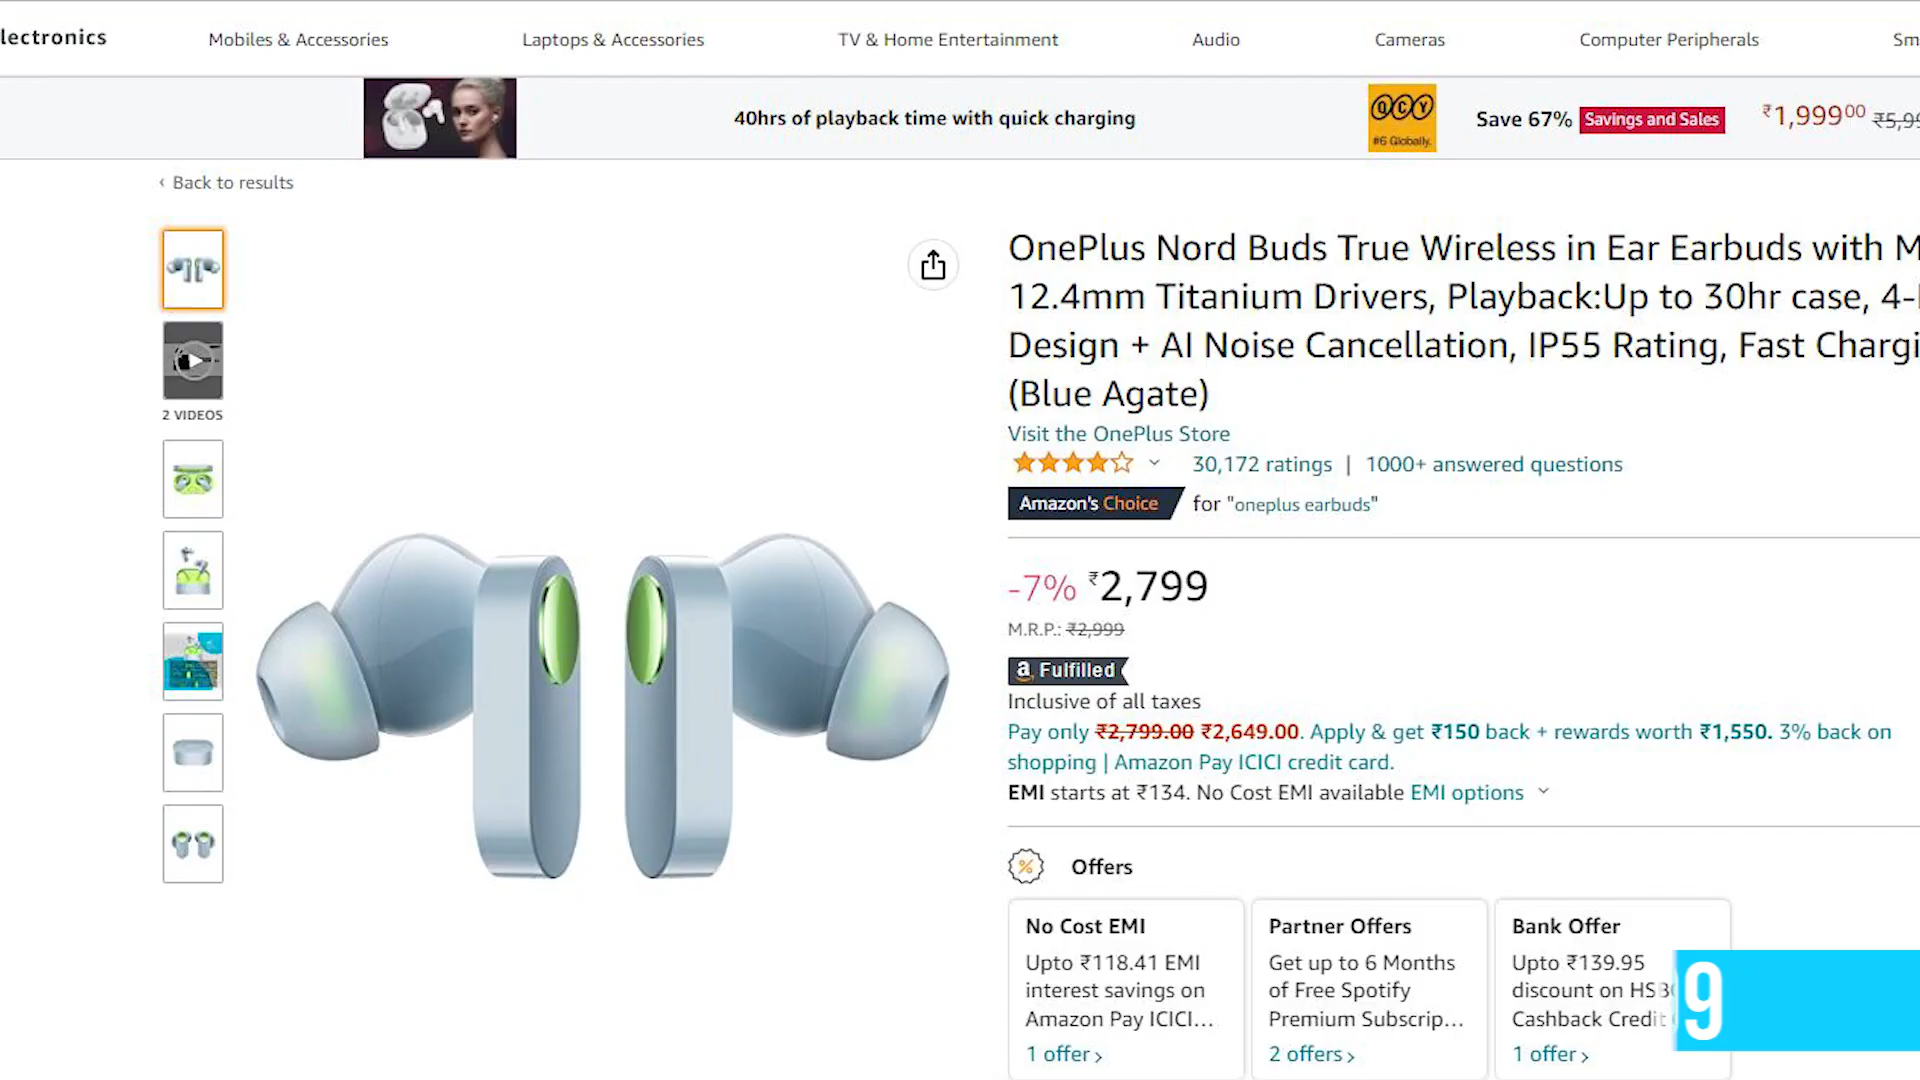 lectronics
Mobiles & Accessories
Laptops & Accessories
TV & Home Entertainment
Audio
Cameras
Computer Peripherals
Sm
40hrs of playback time with quick charging
QCY
#6 Globally.
Save 67% Savings and Sales ₹1,999⁰⁰ ₹5,99
‹ Back to results
2 VIDEOS
OnePlus Nord Buds True Wireless in Ear Earbuds with M
12.4mm Titanium Drivers, Playback:Up to 30hr case, 4-
Design + AI Noise Cancellation, IP55 Rating, Fast Chargi
(Blue Agate)
Visit the OnePlus Store
30,172 ratings | 1000+ answered questions
Amazon's Choice for "oneplus earbuds"
-7% ₹2,799
M.R.P.: ₹2,999
a Fulfilled
Inclusive of all taxes
Pay only ₹2,799.00 ₹2,649.00. Apply & get ₹150 back + rewards worth ₹1,550. 3% back on
shopping | Amazon Pay ICICI credit card.
EMI starts at ₹134. No Cost EMI available EMI options
% Offers
No Cost EMI
Upto ₹118.41 EMI
interest savings on
Amazon Pay ICICI…
1 offer ›
Partner Offers
Get up to 6 Months
of Free Spotify
Premium Subscrip…
2 offers ›
Bank Offer
Upto ₹139.95
discount on HSBC
Cashback Credit
1 offer ›
9